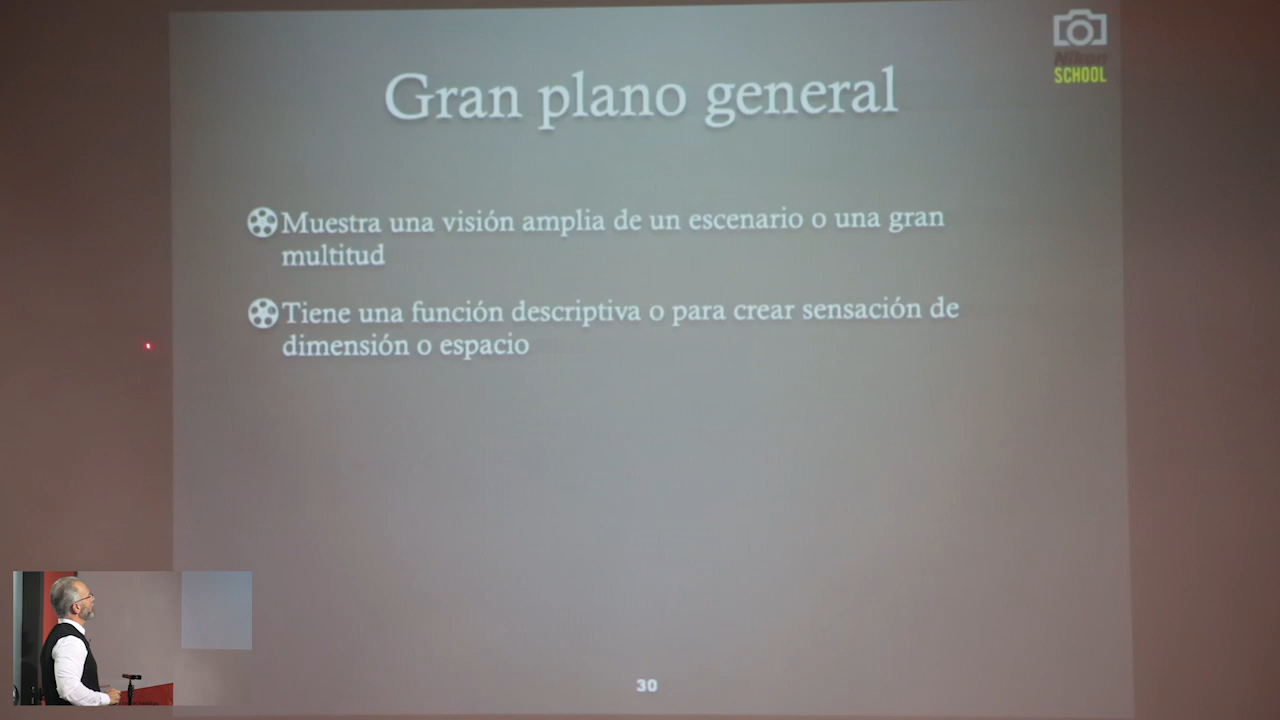 Gran plano general
Nikon
SCHOOL
Muestra una visión amplia de un escenario o una gran
multitud
Tiene una función descriptiva o para crear sensación de
dimensión o espacio
30